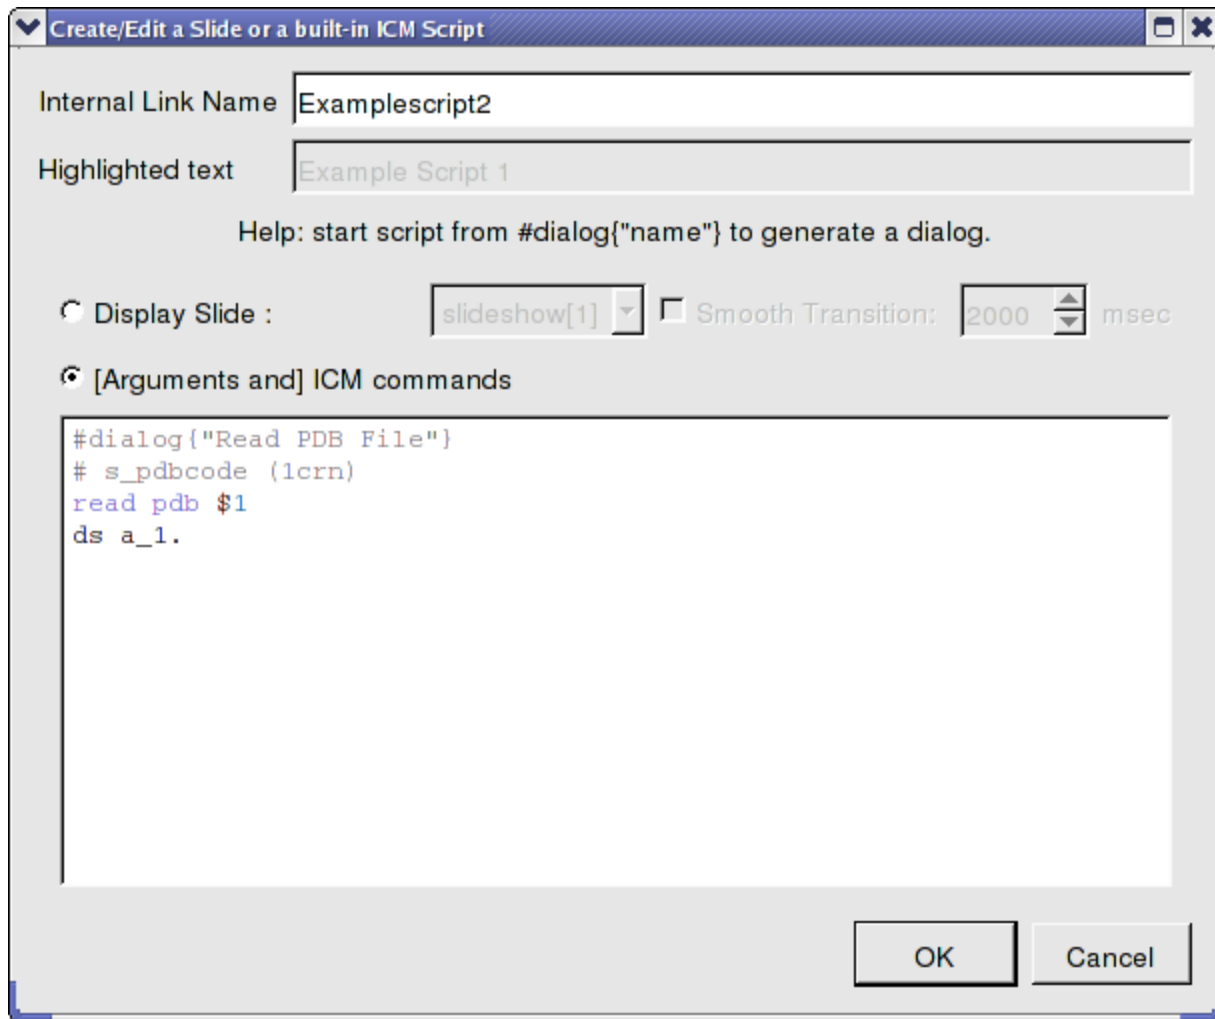 Create/Edit a Slide or a built-in ICM Script
Internal Link Name Examplescript2
Highlighted text Example Script 1
Help: start script from #dialog{"name"} to generate a dialog.
Display Slide : slideshow[1] Smooth Transition: 2000 msec
[Arguments and] ICM commands
#dialog{"Read PDB File"}
# s_pdbcode (1crn)
read pdb $1
ds a_1.
OK Cancel